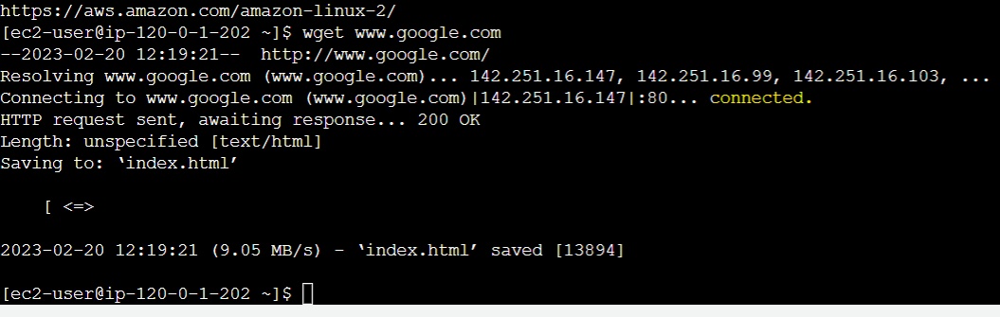 https://aws.amazon.com/amazon-linux-2/
[ec2-user@ip-120-0-1-202 ~]$ wget www.google.com
--2023-02-20 12:19:21--  http://www.google.com/
Resolving www.google.com (www.google.com)... 142.251.16.147, 142.251.16.99, 142.251.16.103, ...
Connecting to www.google.com (www.google.com)|142.251.16.147|:80... connected.
HTTP request sent, awaiting response... 200 OK
Length: unspecified [text/html]
Saving to: ‘index.html’
[ <=>
2023-02-20 12:19:21 (9.05 MB/s) - ‘index.html’ saved [13894]
[ec2-user@ip-120-0-1-202 ~]$